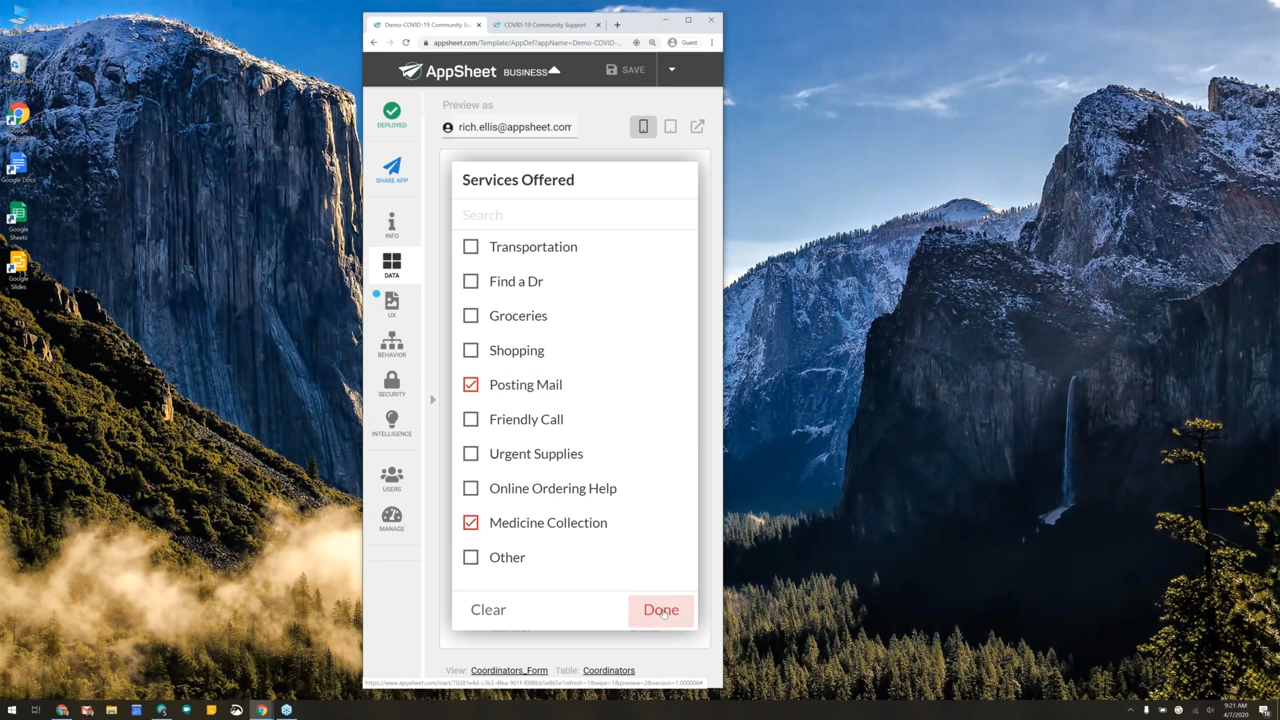 Demo-COVID-19 Community Su
COVID-19 Community Support
appsheet.com/Template/AppDef?appName=Demo-COVID-...
Guest
AppSheet BUSINESS
SAVE
DEPLOYED
SHARE APP
INFO
DATA
UX
BEHAVIOR
SECURITY
INTELLIGENCE
USERS
MANAGE
Preview as
rich.ellis@appsheet.com
Services Offered
Search
Transportation
Find a Dr
Groceries
Shopping
Posting Mail
Friendly Call
Urgent Supplies
Online Ordering Help
Medicine Collection
Other
Clear
Done
View: Coordinators_Form Table: Coordinators
Google Docs
Google
Sheets
Google
Slides
9:21 AM
4/7/2020